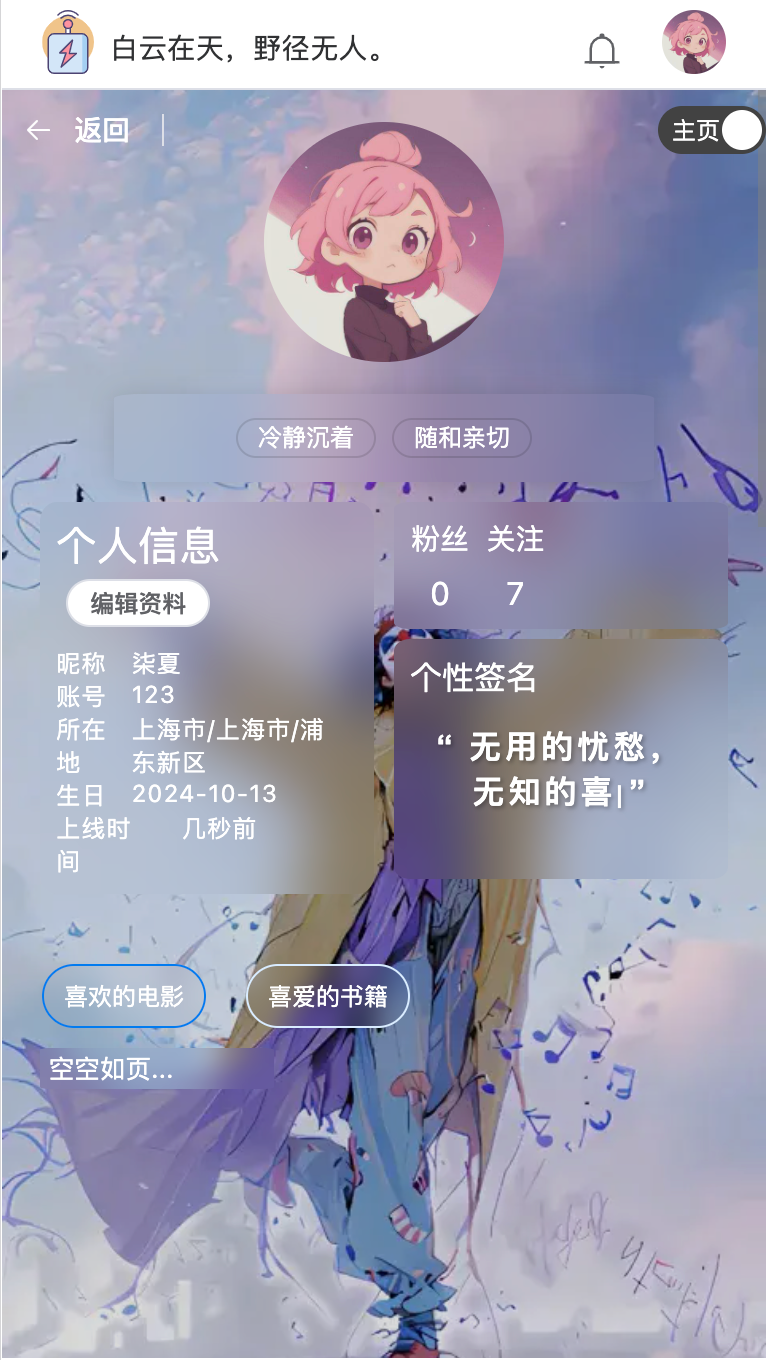 白云在天，野径无人。
返回
主页
冷静沉着 随和亲切
个人信息
编辑资料
昵称 柒夏
账号 123
所在地 上海市/上海市/浦东新区
生日 2024-10-13
上线时间 几秒前
粉丝 关注
0 7
个性签名
“ 无用的忧愁，
无知的喜| ”
喜欢的电影 喜爱的书籍
空空如页...